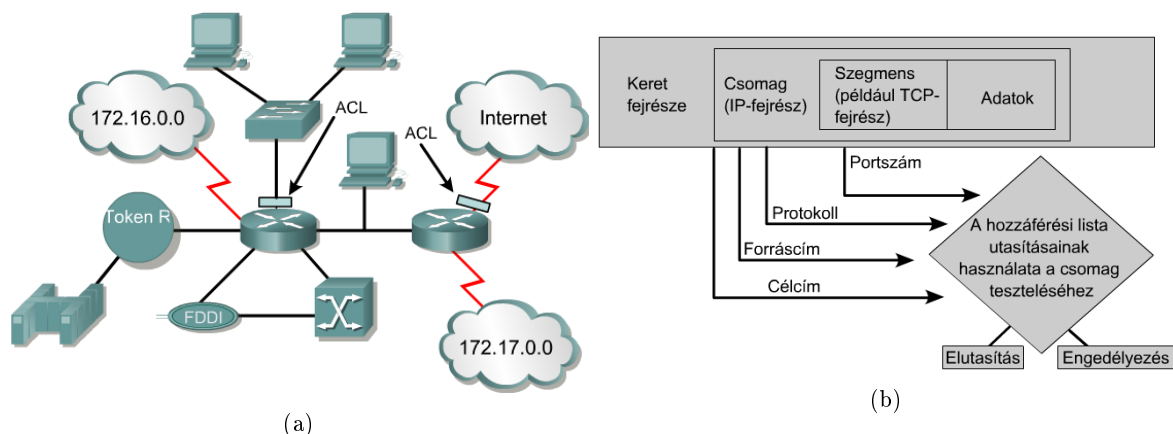 172.16.0.0
ACL
Internet
ACL
Token R
FDDI
172.17.0.0
(a)
Keret
fejrésze
Csomag
(IP-fejrész)
Szegmens
(például TCP-
fejrész)
Adatok
Portszám
Protokoll
Forráscím
Célcím
A hozzáférési lista
utasításainak
használata a csomag
teszteléséhez
Elutasítás
Engedélyezés
(b)